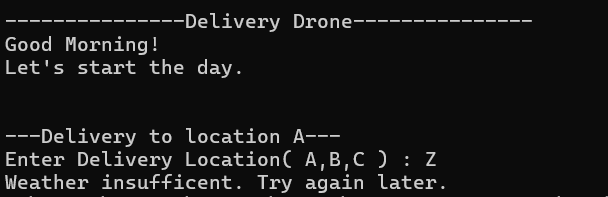 ---------------Delivery Drone---------------
Good Morning!
Let's start the day.
---Delivery to location A---
Enter Delivery Location( A,B,C ) : Z
Weather insufficent. Try again later.